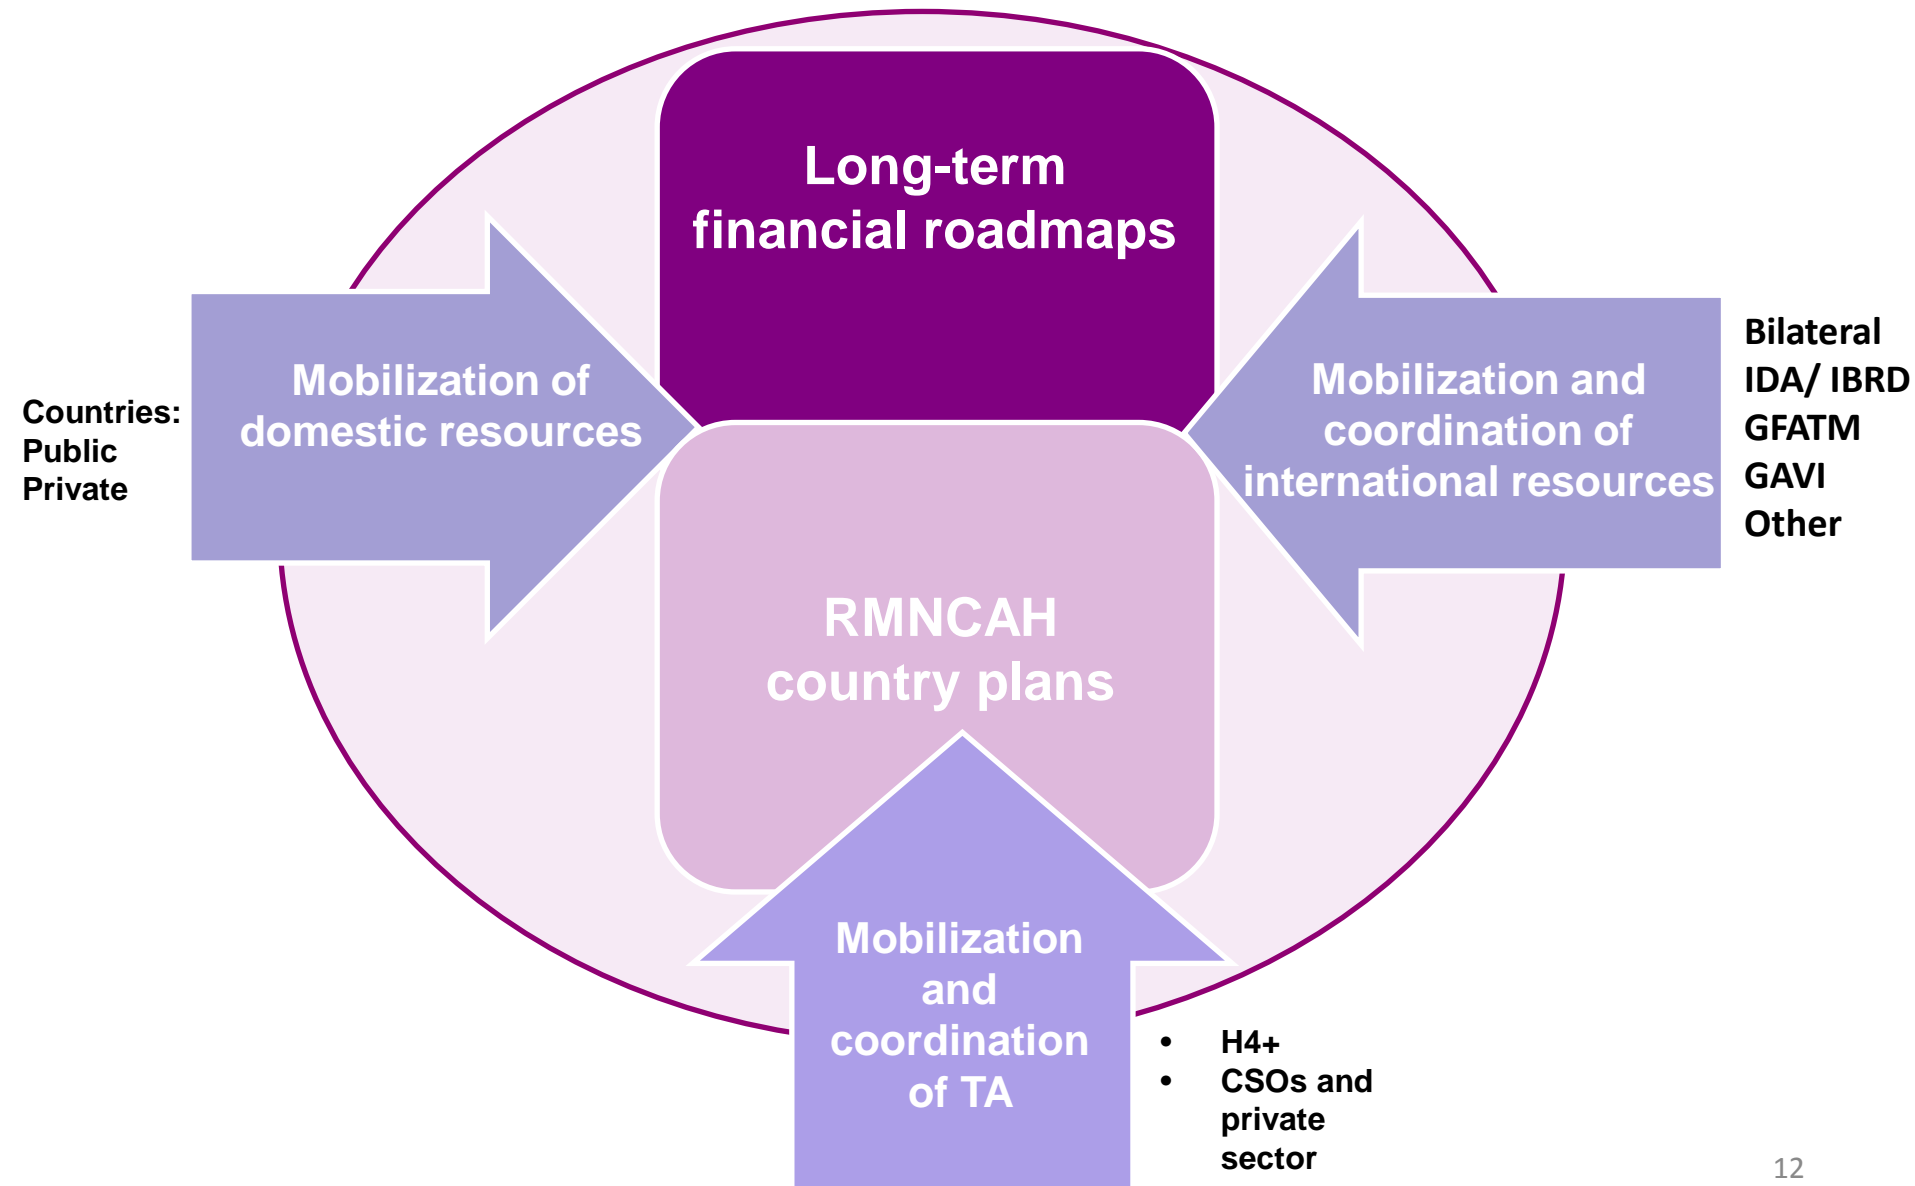 Long-term
financial roadmaps
Countries:
Public
Private
Mobilization of
domestic resources
Mobilization and
coordination of
international resources
Bilateral
IDA/ IBRD
GFATM
GAVI
Other
RMNCAH
country plans
Mobilization
and
coordination
of TA
• H4+
• CSOs and
private
sector
12